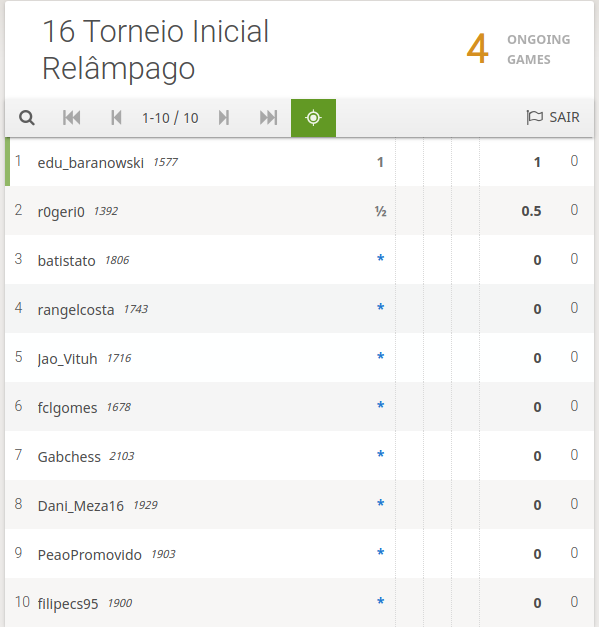 16 Torneio Inicial
Relâmpago
4 ONGOING
GAMES
1-10 / 10 SAIR
1 edu_baranowski 1577 1 1 0
2 r0geri0 1392 ½ 0.5 0
3 batistato 1806 * 0 0
4 rangelcosta 1743 * 0 0
5 Jao_Vituh 1716 * 0 0
6 fclgomes 1678 * 0 0
7 Gabchess 2103 * 0 0
8 Dani_Meza16 1929 * 0 0
9 PeaoPromovido 1903 * 0 0
10 filipecs95 1900 * 0 0